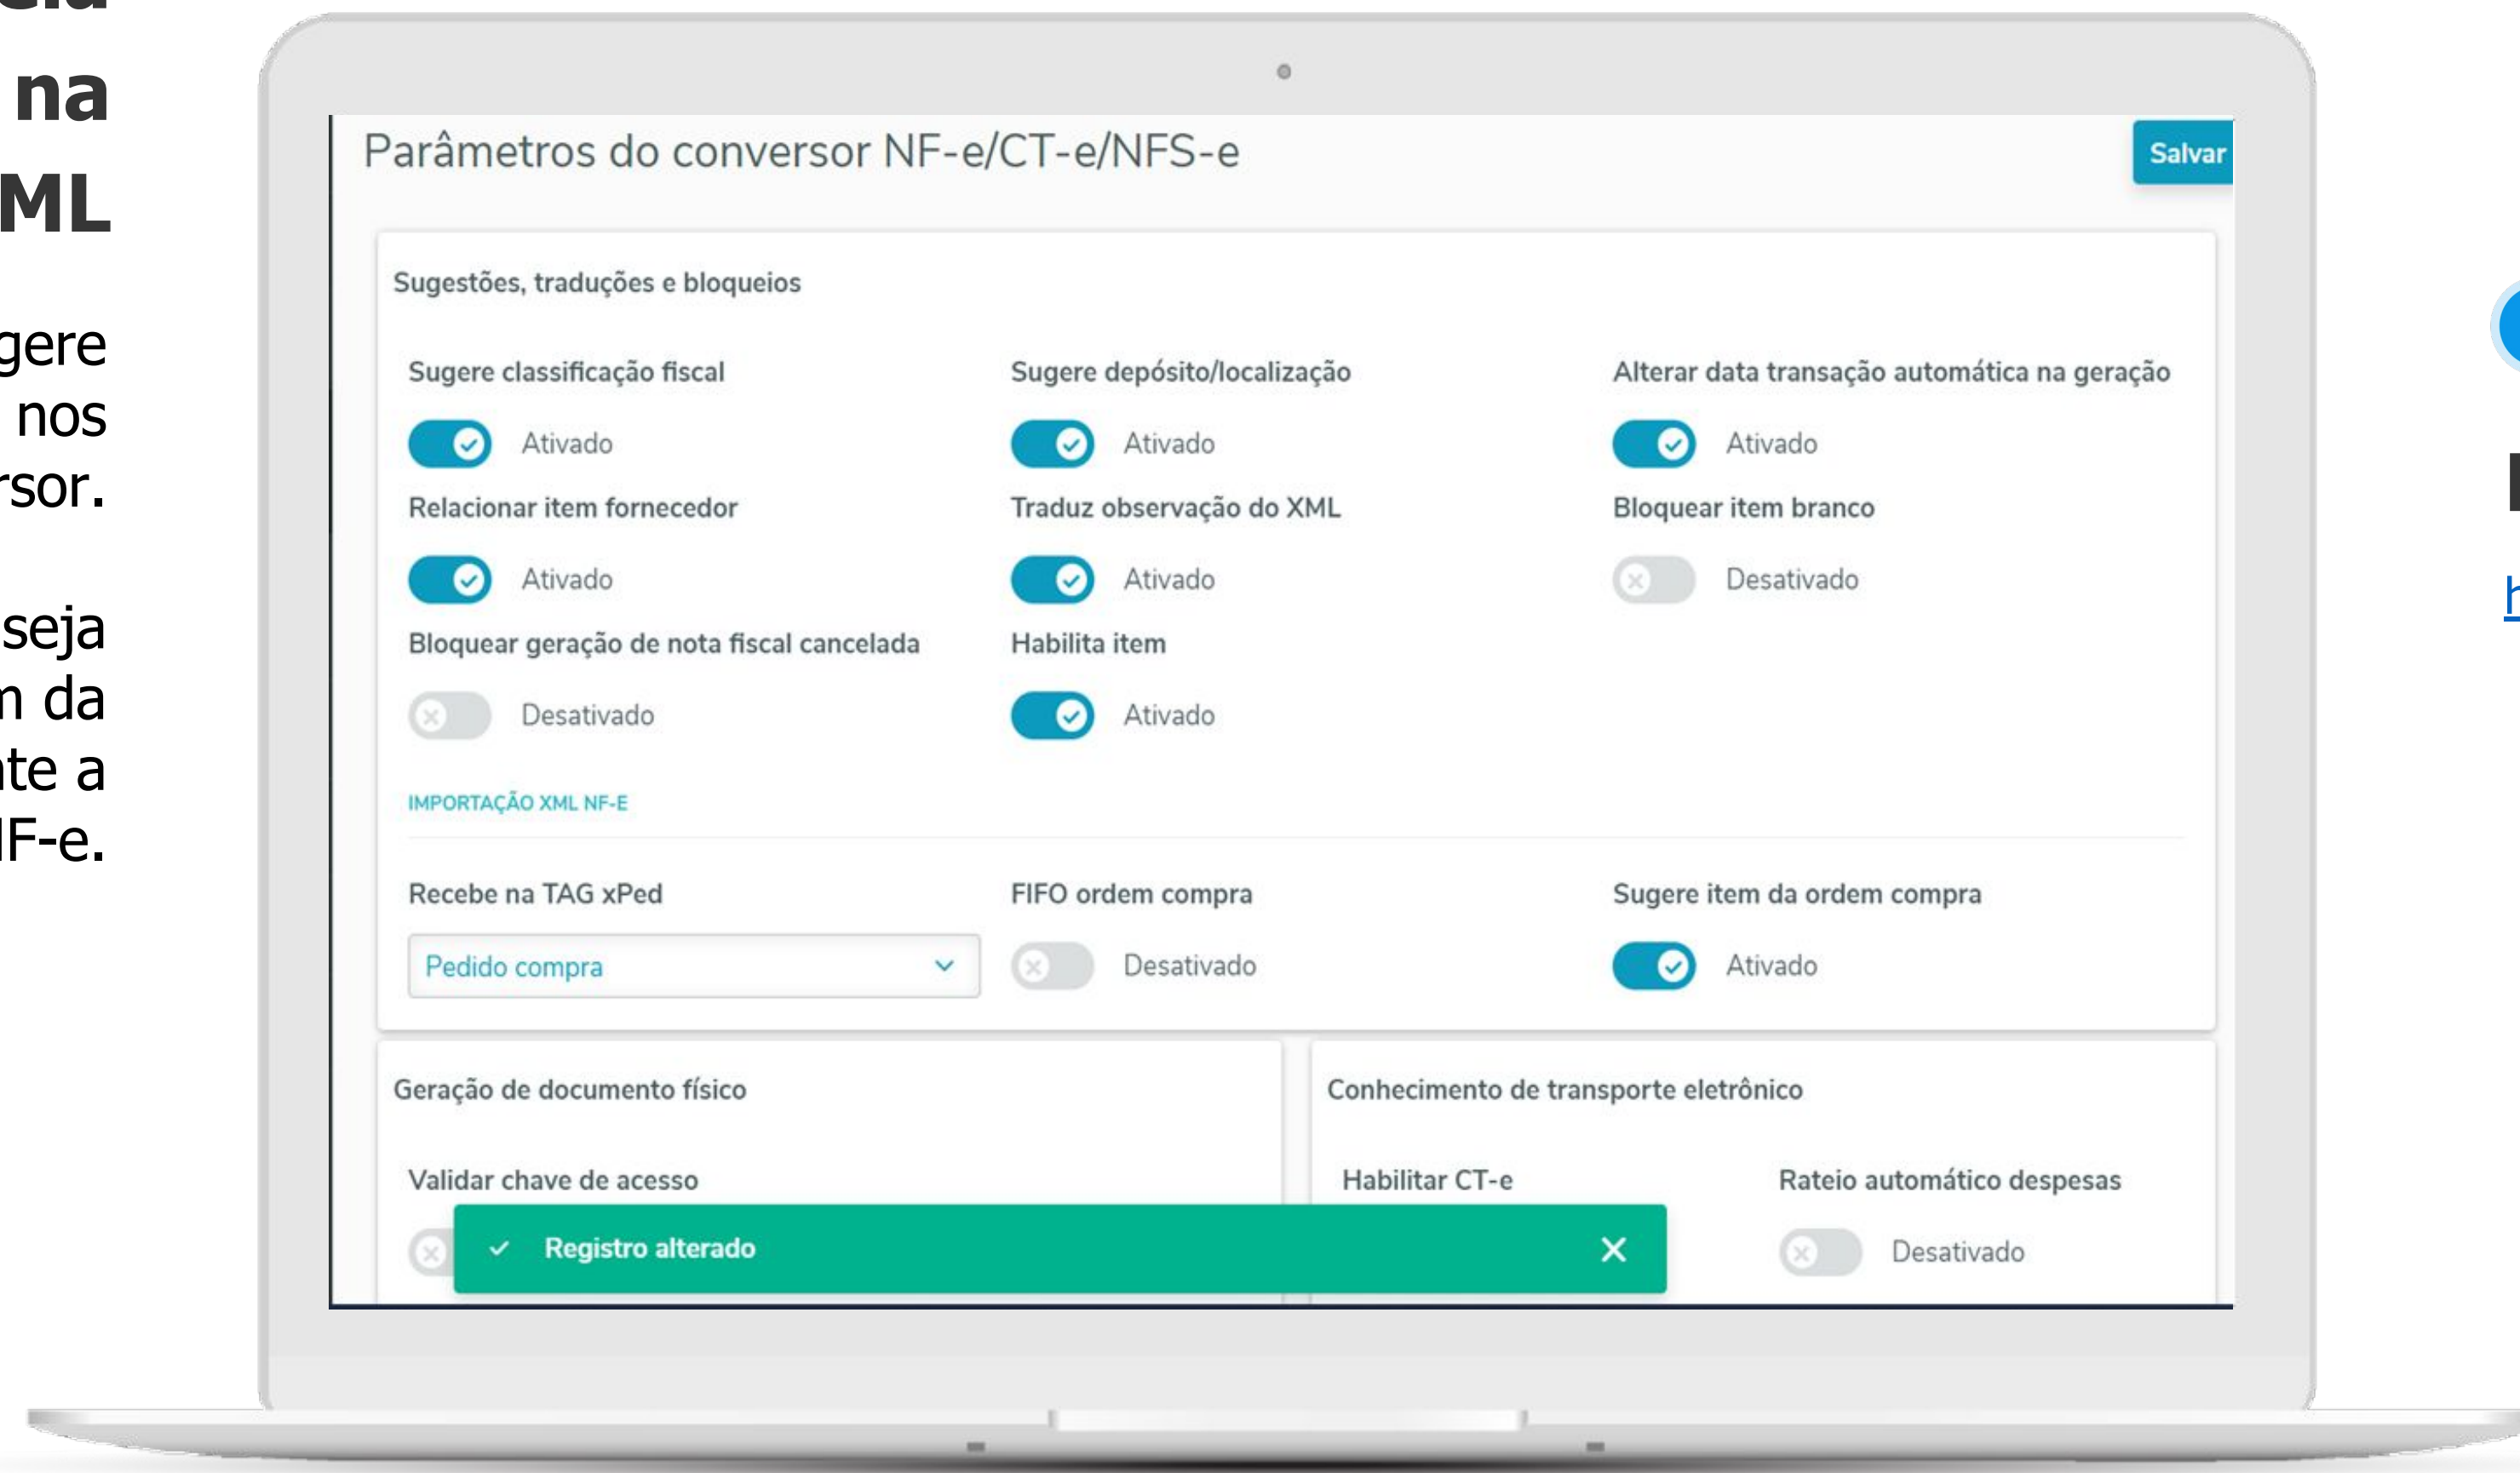 na
ML
nos
seja
da
a
Parâmetros do conversor NF-e/CT-e/NFS-e
Salvar
Sugestões, traduções e bloqueios
Sugere classificação fiscal
Sugere depósito/localização
Alterar data transação automática na geração
Ativado
Ativado
Ativado
Relacionar item fornecedor
Traduz observação do XML
Bloquear item branco
Ativado
Ativado
Desativado
Bloquear geração de nota fiscal cancelada
Habilita item
Desativado
Ativado
IMPORTAÇÃO XML NF-E
Recebe na TAG xPed
FIFO ordem compra
Sugere item da ordem compra
Pedido compra
Desativado
Ativado
Geração de documento físico
Conhecimento de transporte eletrônico
Validar chave de acesso
Habilitar CT-e
Rateio automático despesas
Registro alterado
Desativado